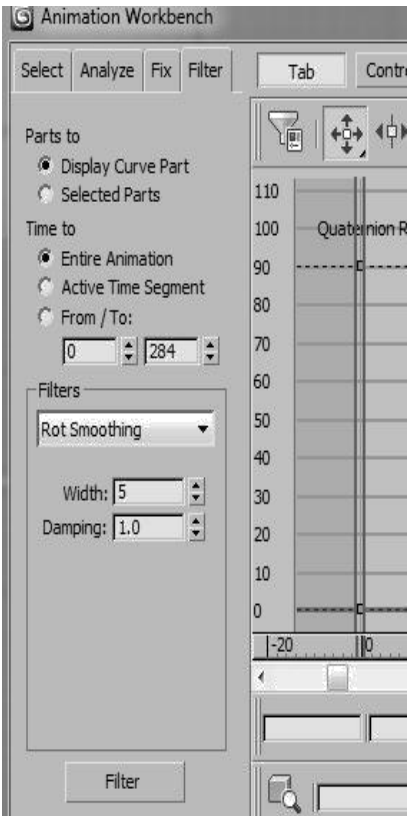 Animation Workbench
Select Analyze Fix Filter
Tab
Parts to
Display Curve Part
Selected Parts
Time to
Entire Animation
Active Time Segment
From / To:
0 284
Filters
Rot Smoothing
Width: 5
Damping: 1.0
Filter
110
100
90
80
70
60
50
40
30
20
10
0
-20 0